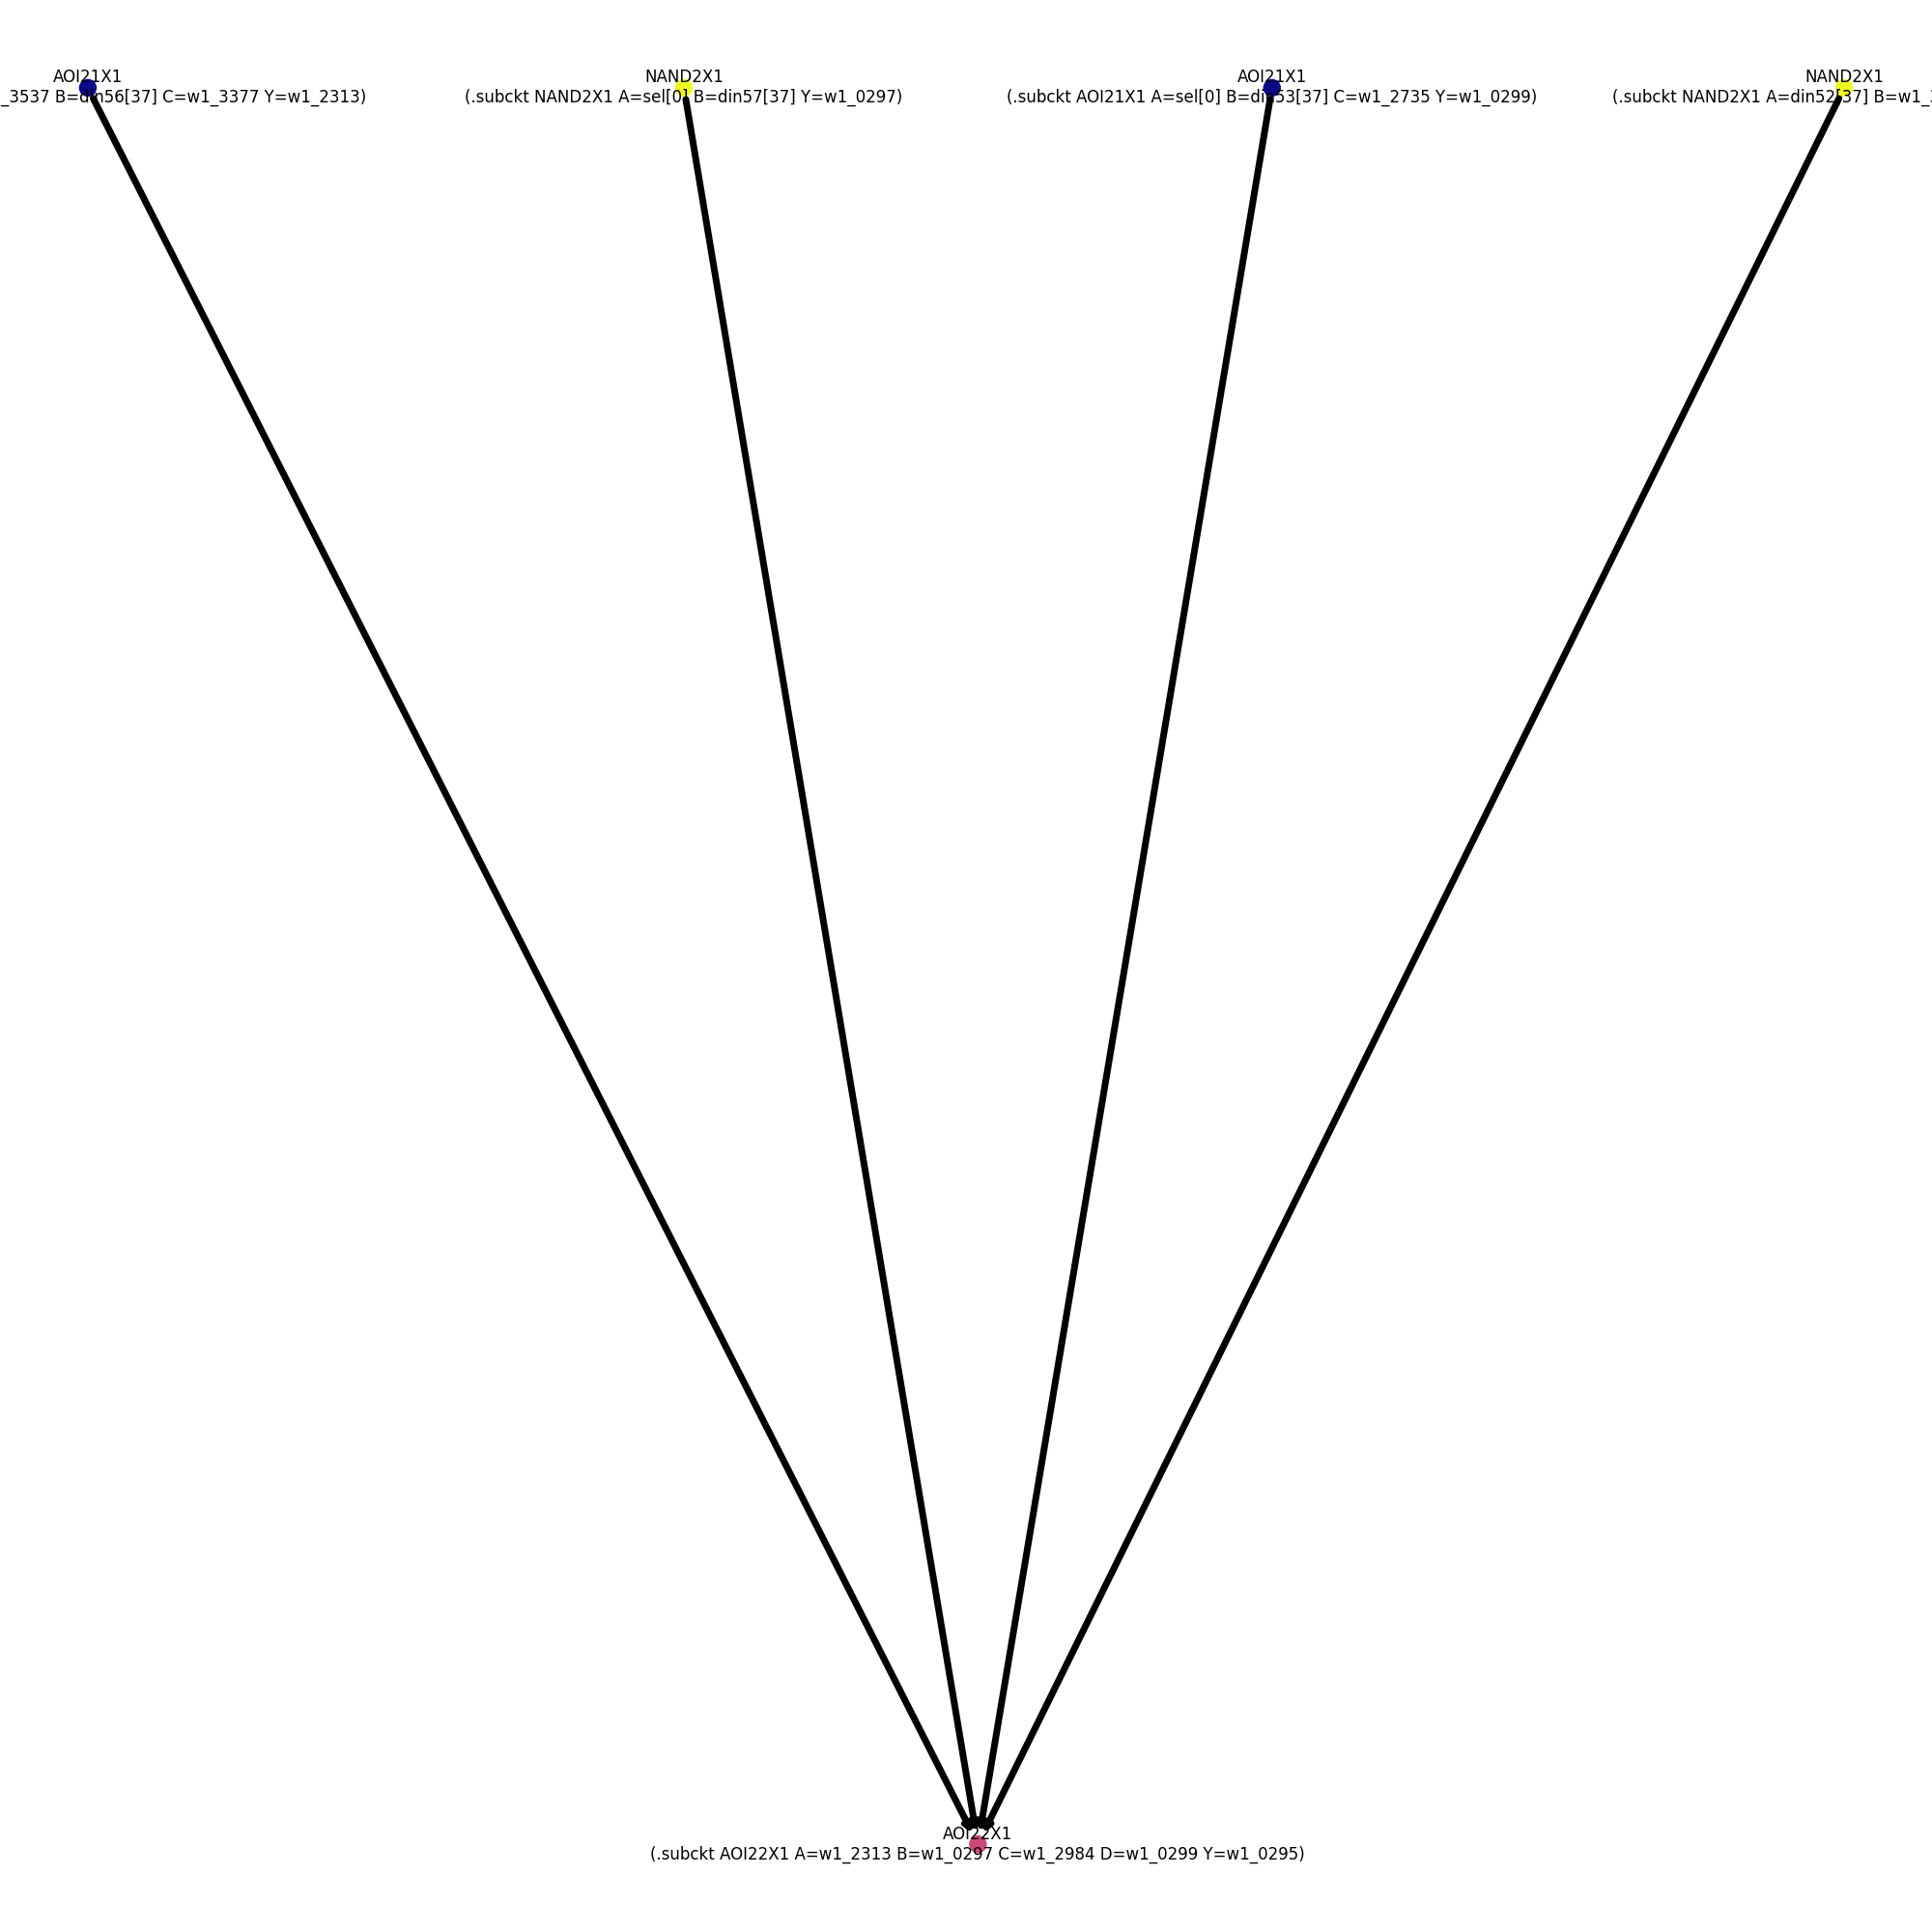 AOI21X1
_3537 B=din56[37] C=w1_3377 Y=w1_2313)
NAND2X1
(.subckt NAND2X1 A=sel[0] B=din57[37] Y=w1_0297)
AOI21X1
(.subckt AOI21X1 A=sel[0] B=din53[37] C=w1_2735 Y=w1_0299)
NAND2X1
(.subckt NAND2X1 A=din52[37] B=w1_
AOI22X1
(.subckt AOI22X1 A=w1_2313 B=w1_0297 C=w1_2984 D=w1_0299 Y=w1_0295)